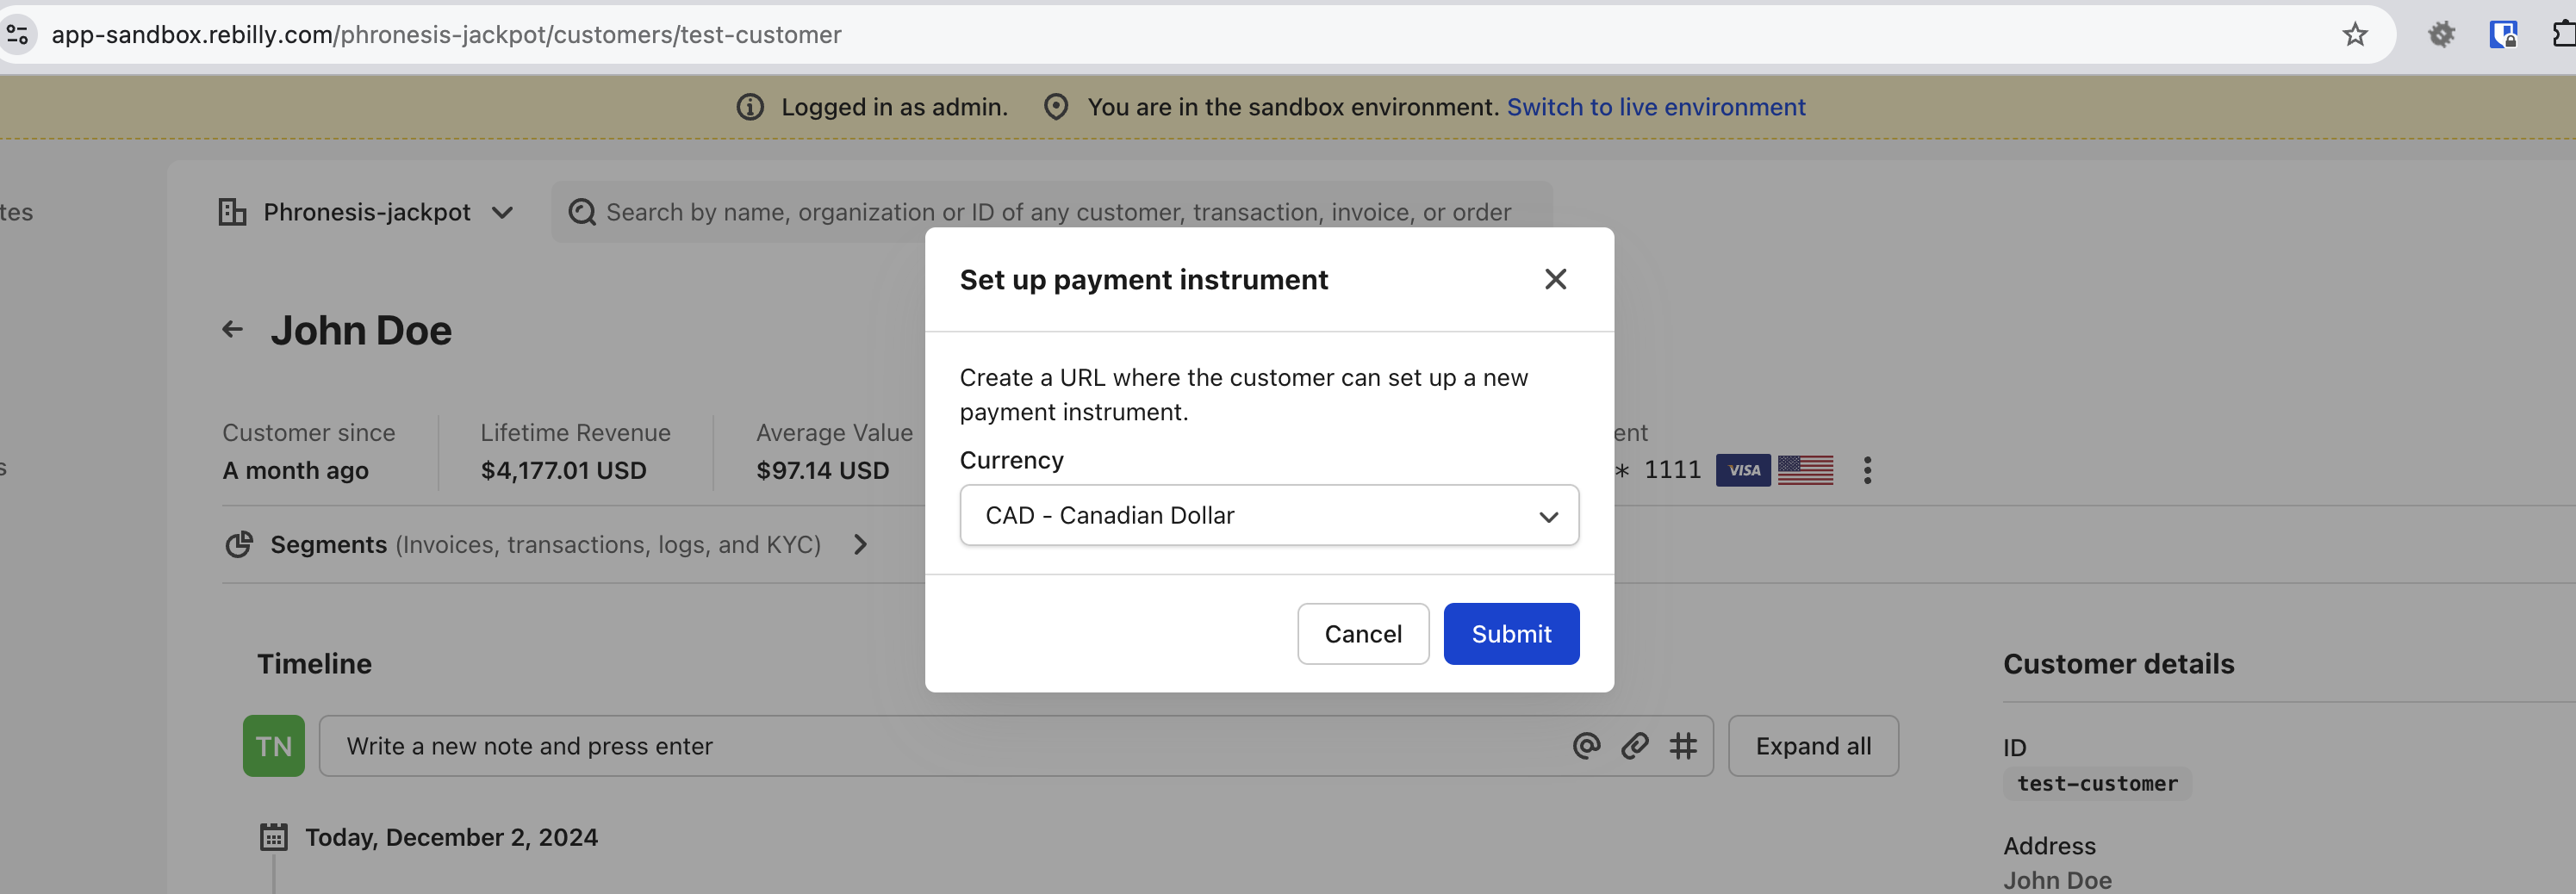 app-sandbox.rebilly.com/phronesis-jackpot/customers/test-customer
Logged in as admin. You are in the sandbox environment. Switch to live environment
tes
Phronesis-jackpot
Search by name, organization or ID of any customer, transaction, invoice, or order
Set up payment instrument
John Doe
Create a URL where the customer can set up a new
payment instrument.
Customer since
A month ago
Lifetime Revenue
$4,177.01 USD
Average Value
$97.14 USD
ent
* 1111 VISA
Currency
CAD - Canadian Dollar
s
Segments (Invoices, transactions, logs, and KYC)
Cancel
Submit
Timeline
TN
Write a new note and press enter
Expand all
Today, December 2, 2024
Customer details
ID
test-customer
Address
John Doe